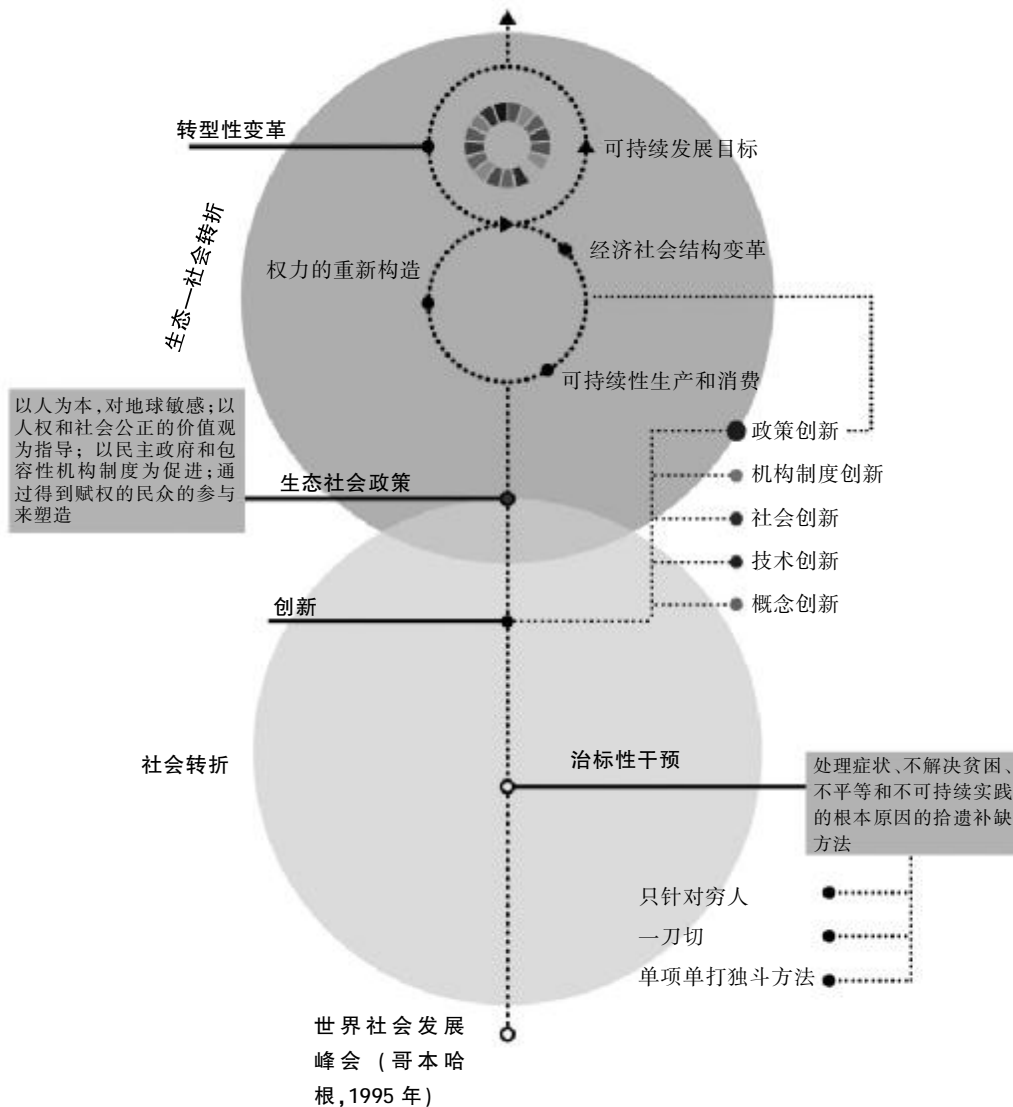 转型性变革
可持续发展目标
生态—社会转折
经济社会结构变革
权力的重新构造
可持续性生产和消费
以人为本,对地球敏感;以
人权和社会公正的价值观
为指导; 以民主政府和包
容性机构制度为促进;通
过得到赋权的民众的参与
来塑造
生态社会政策
政策创新
机构制度创新
社会创新
技术创新
概念创新
创新
社会转折
治标性干预
处理症状、不解决贫困、
不平等和不可持续实践
的根本原因的拾遗补缺
方法
只针对穷人
一刀切
单项单打独斗方法
世界社会发展
峰会 (哥本哈
根,1995 年)